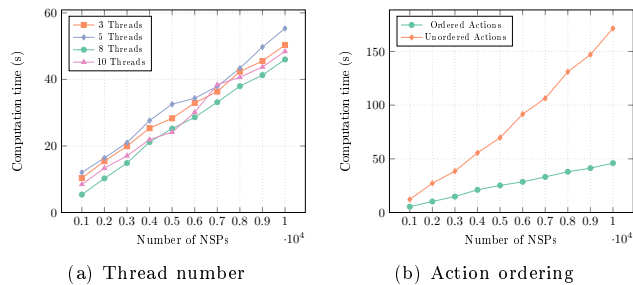 3 Threads
5 Threads
8 Threads
10 Threads
Computation time (s)
60
40
20
0
0.1 0.2 0.3 0.4 0.5 0.6 0.7 0.8 0.9 1
Number of NSPs
·10^4
(a) Thread number
Ordered Actions
Unordered Actions
Computation time (s)
150
100
50
0
0.1 0.2 0.3 0.4 0.5 0.6 0.7 0.8 0.9 1
Number of NSPs
·10^4
(b) Action ordering